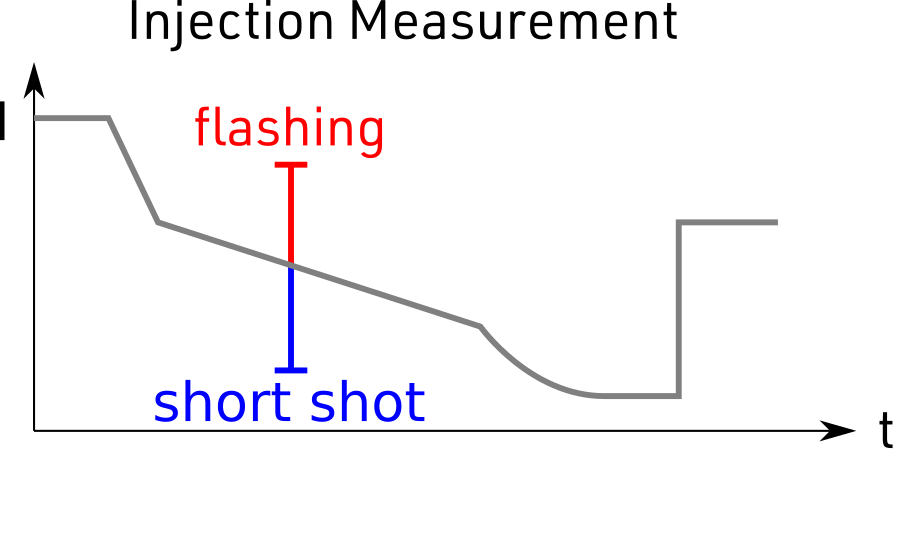 Injection Measurement
flashing
short shot
t